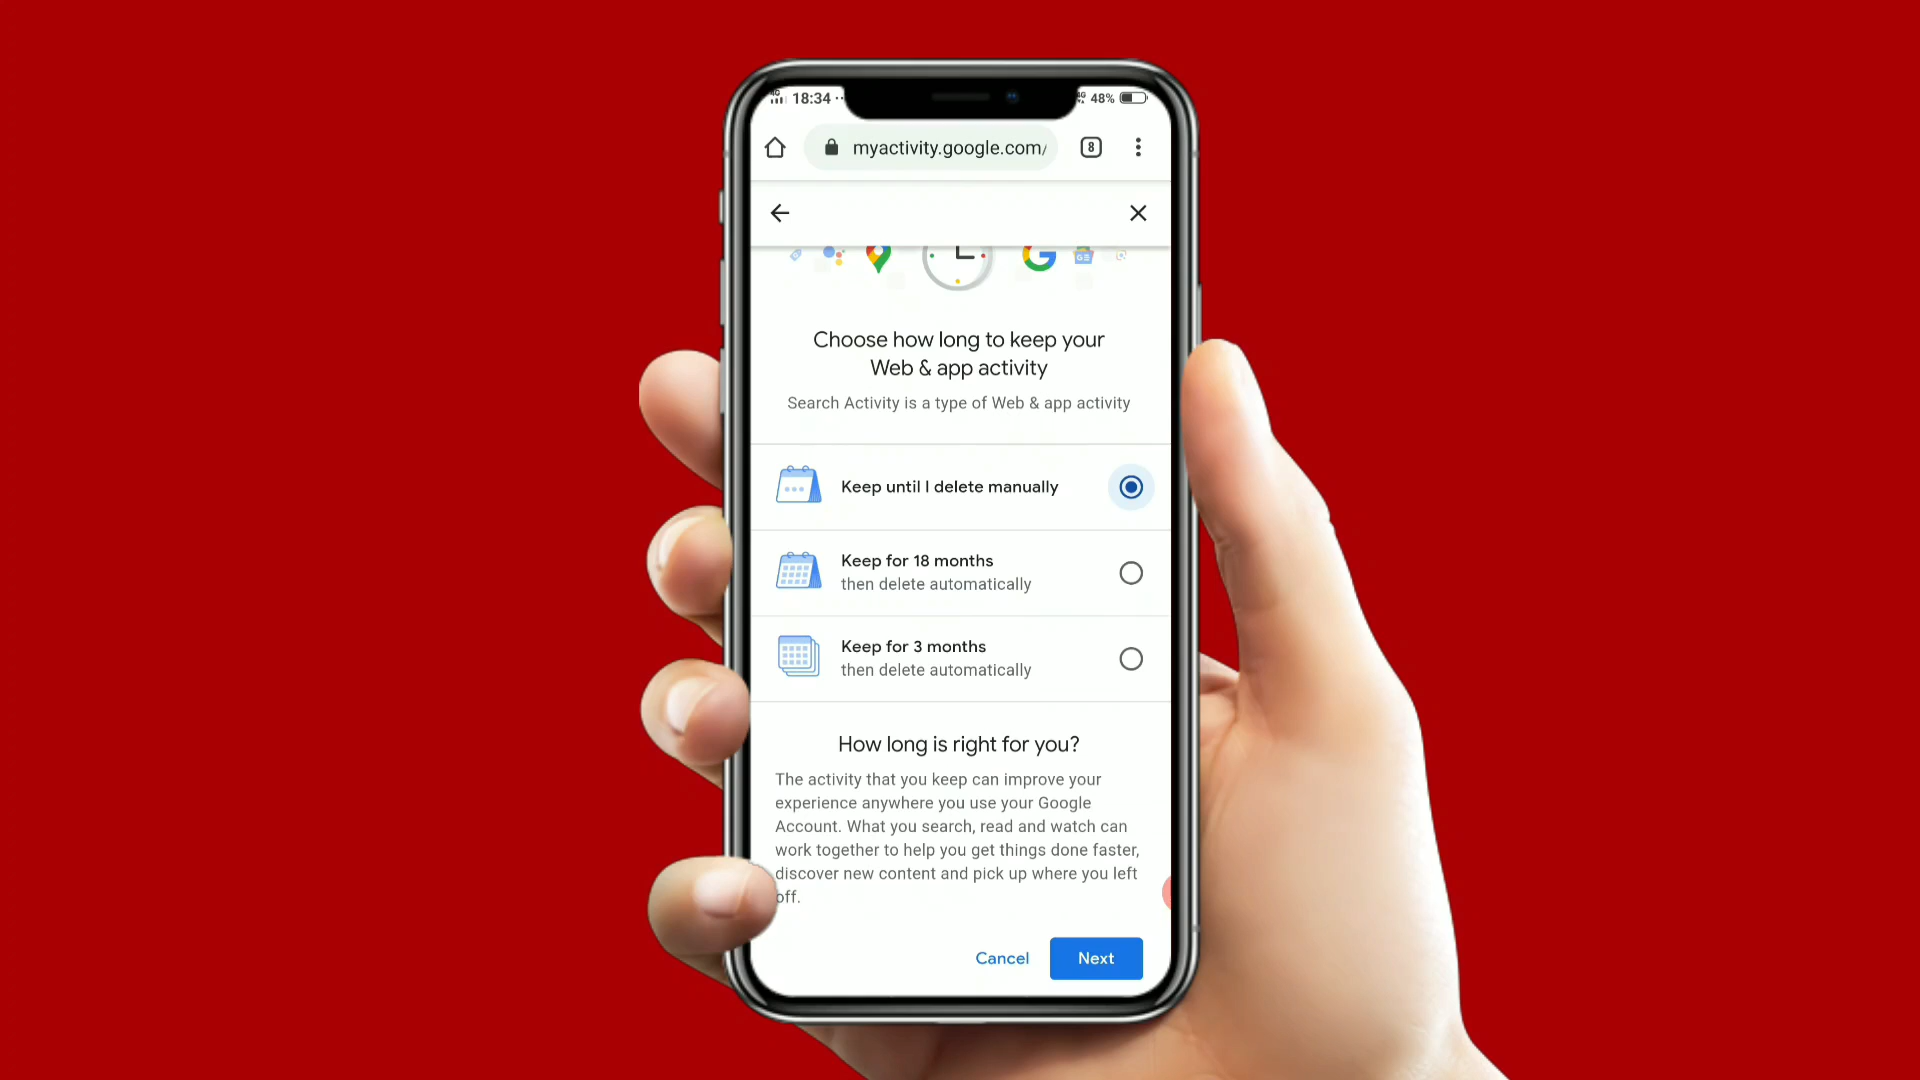 4G 18:34 4G 48%
myactivity.google.com/ 8
GE
Choose how long to keep your
Web & app activity
Search Activity is a type of Web & app activity
Keep until I delete manually
Keep for 18 months
then delete automatically
Keep for 3 months
then delete automatically
How long is right for you?
The activity that you keep can improve your
experience anywhere you use your Google
Account. What you search, read and watch can
work together to help you get things done faster,
discover new content and pick up where you left
off.
Cancel Next